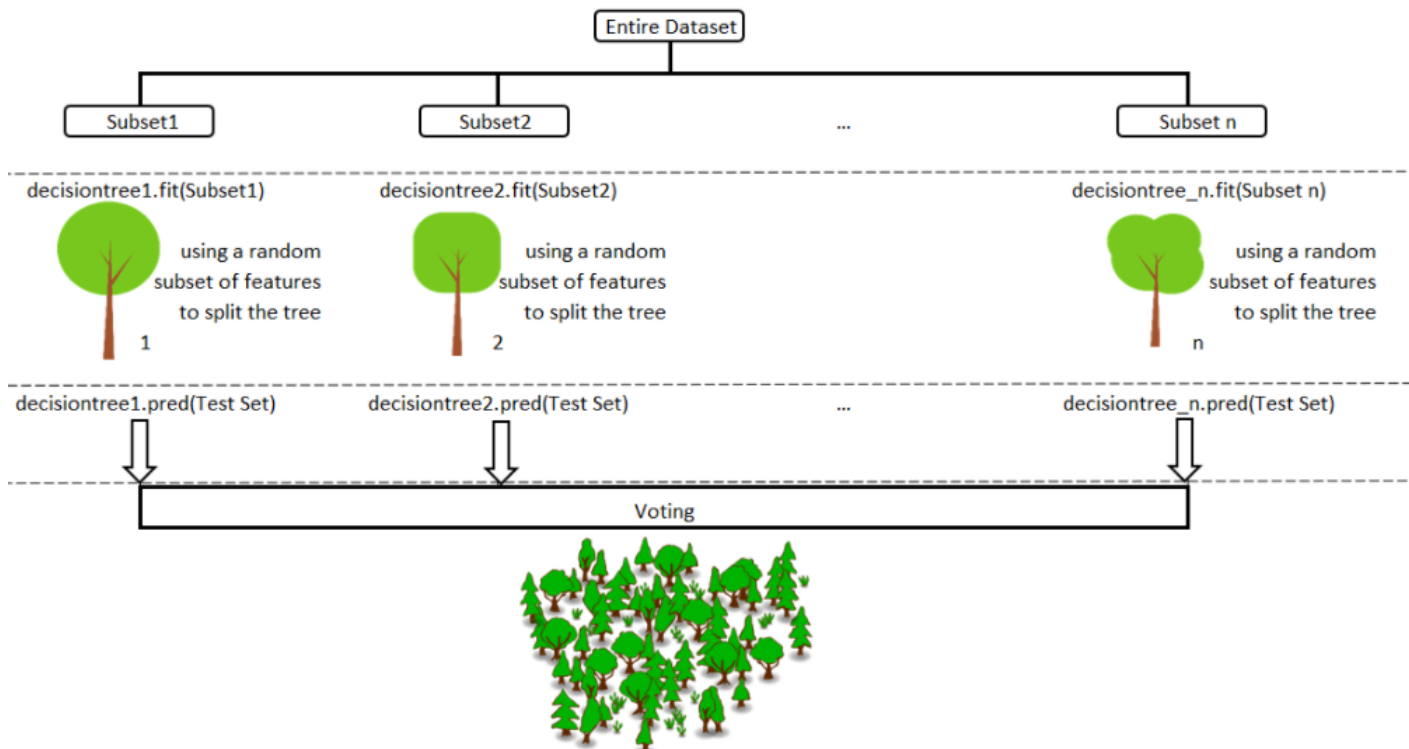 Entire Dataset
Subset1
Subset2
...
Subset n
decisiontree1.fit(Subset1)
decisiontree2.fit(Subset2)
decisiontree_n.fit(Subset n)
using a random
subset of features
to split the tree
1
using a random
subset of features
to split the tree
2
using a random
subset of features
to split the tree
n
decisiontree1.pred(Test Set)
decisiontree2.pred(Test Set)
...
decisiontree_n.pred(Test Set)
Voting